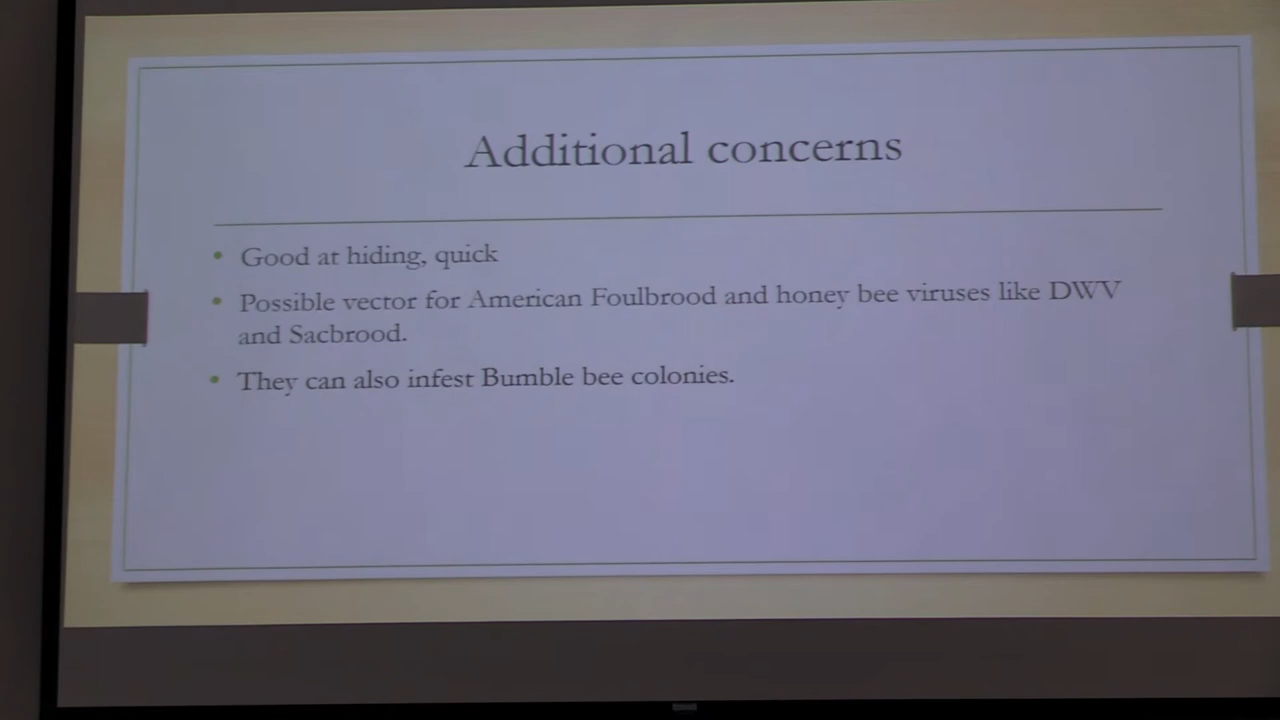 Additional concerns
• Good at hiding, quick
• Possible vector for American Foulbrood and honey bee viruses like DWV
and Sacbrood.
• They can also infest Bumble bee colonies.